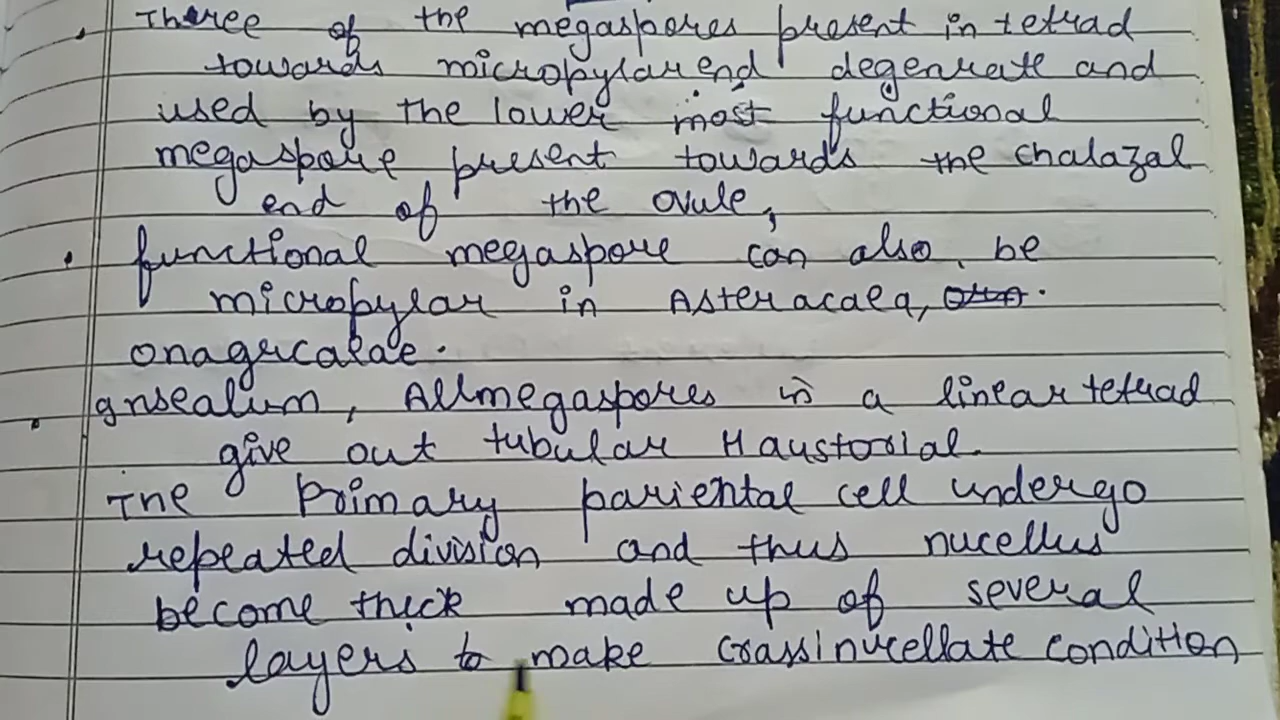 Three of the megaspores present in tetrad
towards micropylar end degenrate and
used by the lower most functional
megaspore present towards the chalazal
end of the ovule,
functional megaspore can also be
micropylar in Asteracaea,
onagrcaeae.
gnsealum, All megaspores in a linear tetrad
give out tubular Haustorial.
The Primary pariental cell undergo
repeated division and thus nucellus
become thick made up of several
layers to make crassinucellate condition